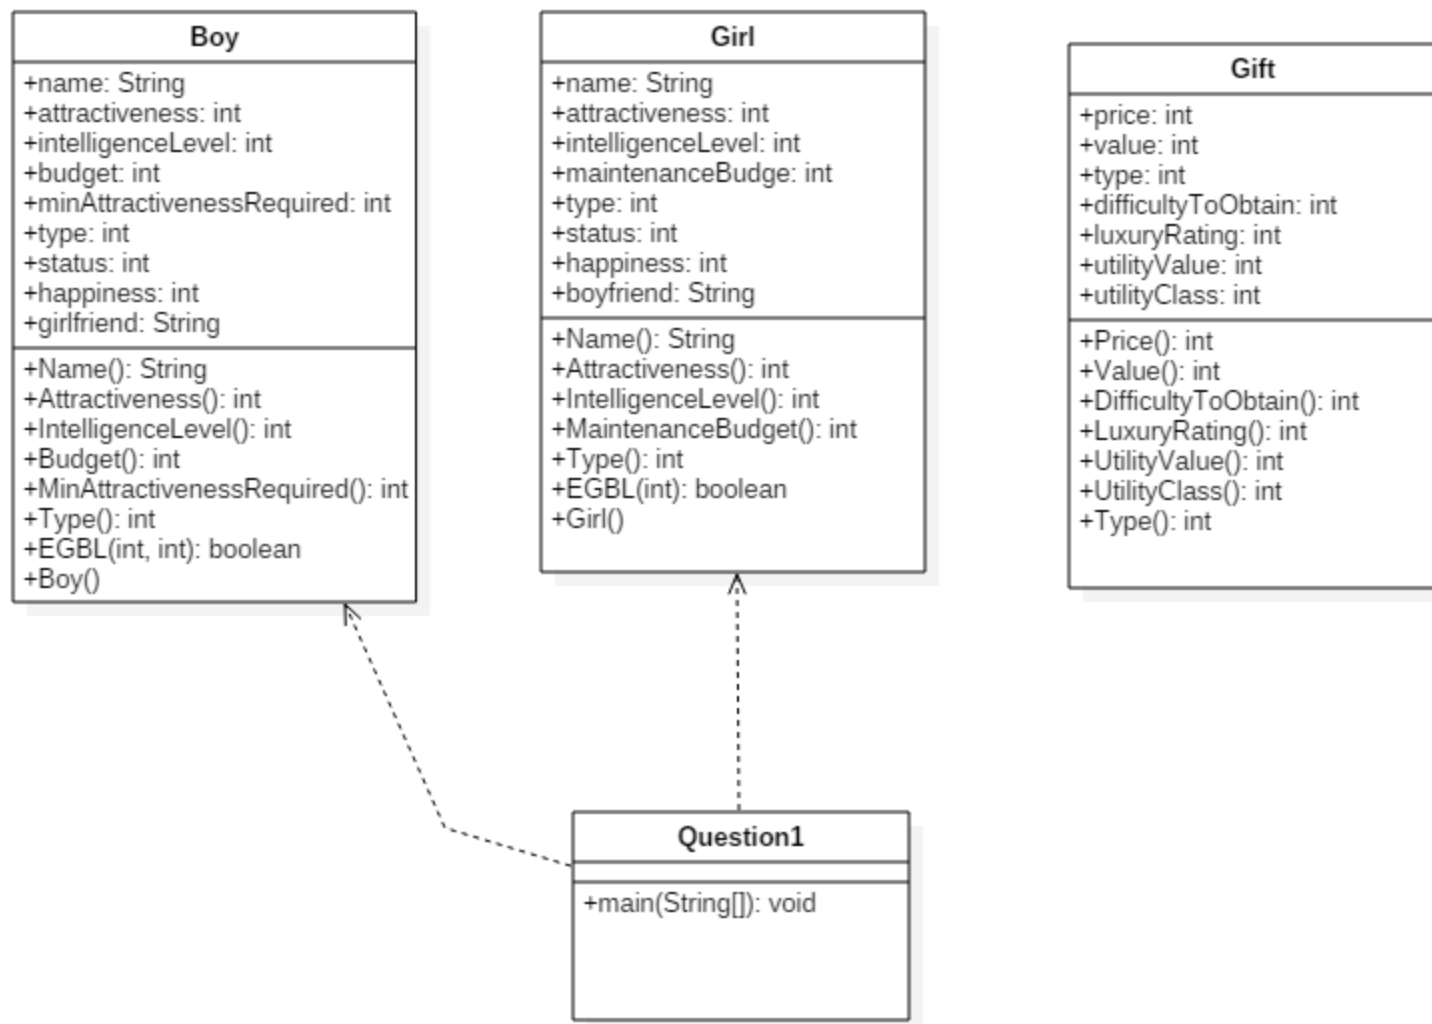 Boy
+name: String
+attractiveness: int
+intelligenceLevel: int
+budget: int
+minAttractivenessRequired: int
+type: int
+status: int
+happiness: int
+girlfriend: String
+Name(): String
+Attractiveness(): int
+IntelligenceLevel(): int
+Budget(): int
+MinAttractivenessRequired(): int
+Type(): int
+EGBL(int, int): boolean
+Boy()
Girl
+name: String
+attractiveness: int
+intelligenceLevel: int
+maintenanceBudge: int
+type: int
+status: int
+happiness: int
+boyfriend: String
+Name(): String
+Attractiveness(): int
+IntelligenceLevel(): int
+MaintenanceBudget(): int
+Type(): int
+EGBL(int): boolean
+Girl()
Gift
+price: int
+value: int
+type: int
+difficultyToObtain: int
+luxuryRating: int
+utilityValue: int
+utilityClass: int
+Price(): int
+Value(): int
+DifficultyToObtain(): int
+LuxuryRating(): int
+UtilityValue(): int
+UtilityClass(): int
+Type(): int
Question1
+main(String[]): void